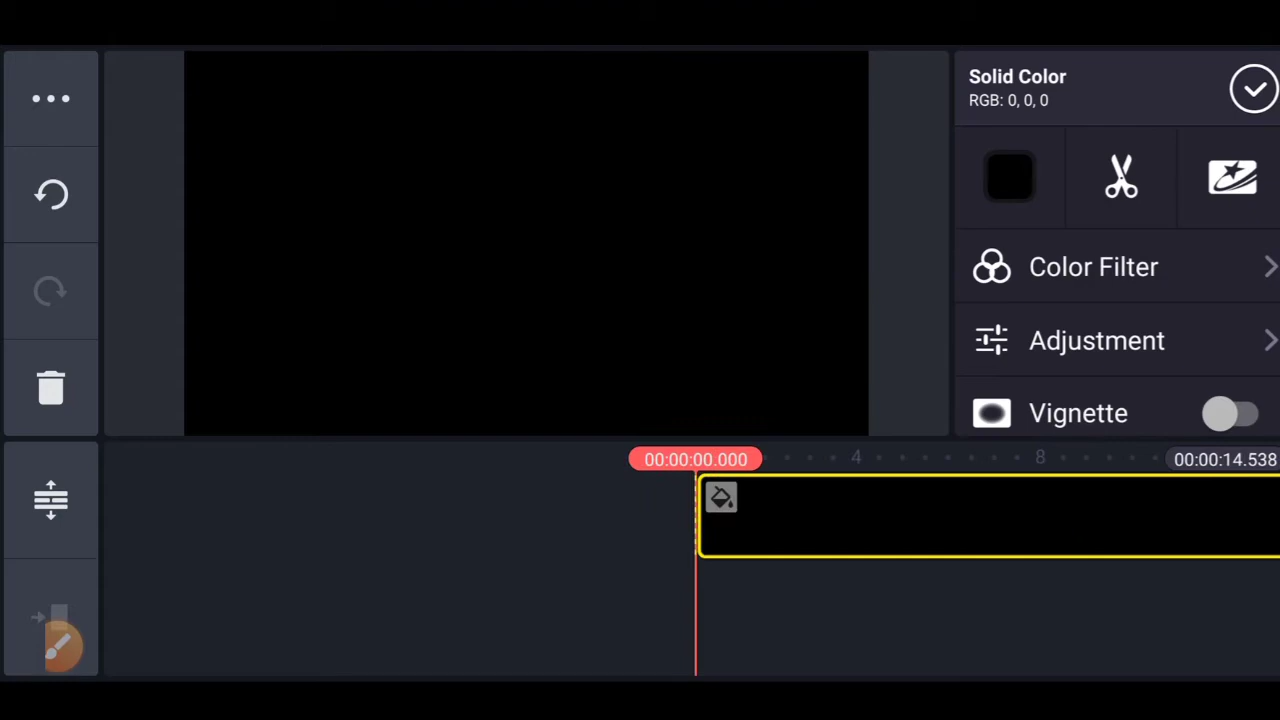 Solid Color
RGB: 0, 0, 0
Color Filter
Adjustment
Vignette
00:00:00.000
4
8
00:00:14.538